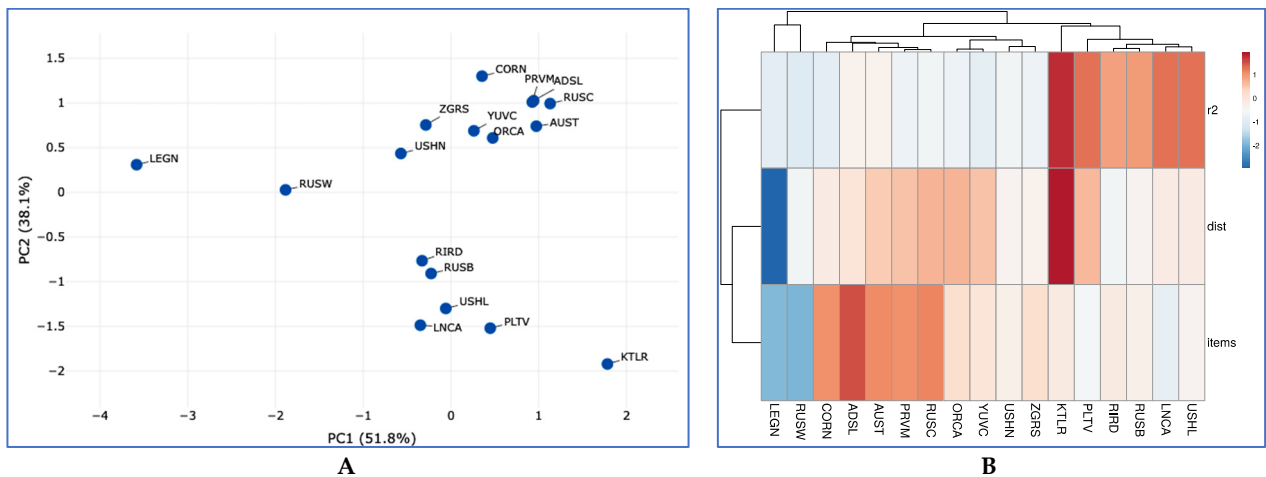 1.5
1
0.5
0
−0.5
−1
−1.5
−2
−4
−3
−2
−1
0
1
2
PC2 (38.1%)
PC1 (51.8%)
CORN
PRVM
ADSL
RUSC
ZGRS
YUVC
AUST
ORCA
USHN
LEGN
RUSW
RIRD
RUSB
USHL
PLTV
LNCA
KTLR
A
1
0
-1
-2
r2
dist
items
LEGN
RUSW
CORN
ADSL
AUST
PRVM
RUSC
ORCA
YUVC
USHN
ZGRS
KTLR
PLTV
RIRD
RUSB
LNCA
USHL
B